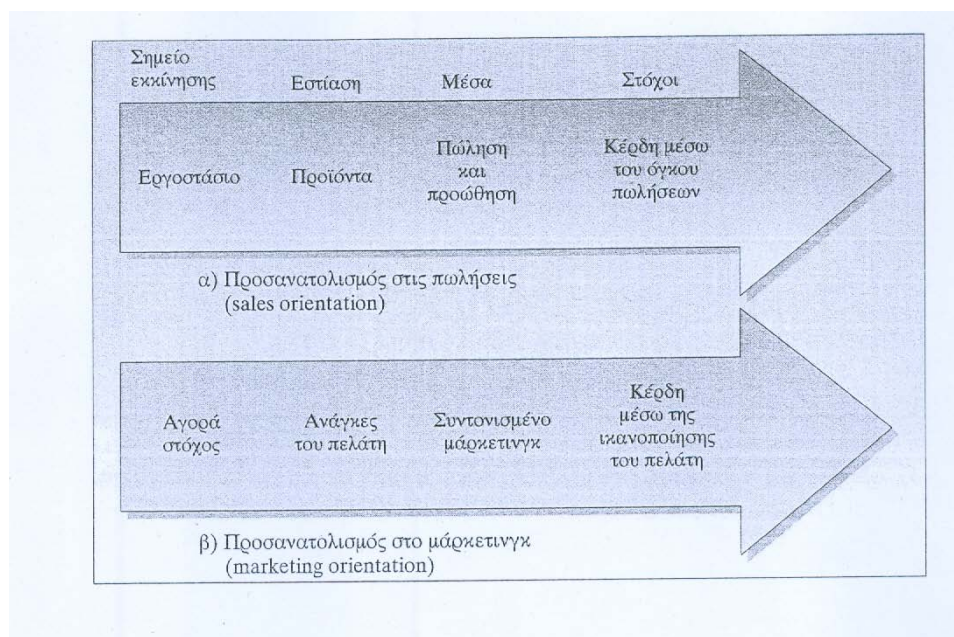 Σημείο
εκκίνησης Εστίαση Μέσα Στόχοι
Εργοστάσιο
Προϊόντα
Πώληση
και
προώθηση
Κέρδη μέσω
του όγκου
πωλήσεων
α) Προσανατολισμός στις πωλήσεις
(sales orientation)
Αγορά
στόχος
Ανάγκες
του πελάτη
Συντονισμένο
μάρκετινγκ
Κέρδη
μέσω της
ικανοποίησης
του πελάτη
β) Προσανατολισμός στο μάρκετινγκ
(marketing orientation)